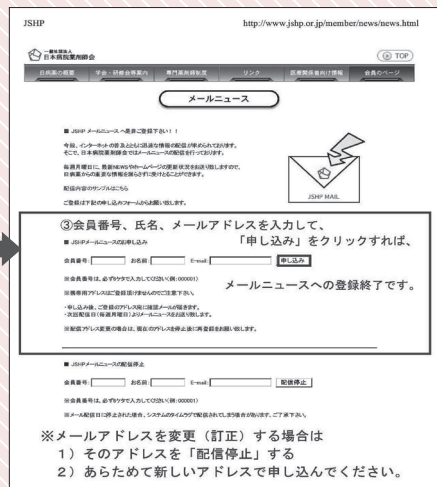 JSHP
http://www.jshp.or.jp/member/news/news.html
一般社団法人
日本病院薬剤師会
TOP
日病薬の概要 学会・研修会等案内 専門薬剤師制度 リンク 医療関係者向け情報 会員のページ
メールニュース
■ JSHP メールニュース へ是非ご登録下さい！！
今日、インターネットの普及とともに迅速な情報の配信が求められております。
そこで、日本病院薬剤師会ではメールニュースの配信を行っております。
毎週月曜日に、最新NEWSやホームページの更新状況をお送り致しますので、
日病薬からの重要な情報を漏らさずに受けとることができます。
配信内容のサンプルはこちら
ご登録は下記の申し込みフォームからお願い致します。
JSHP MAIL
③会員番号、氏名、メールアドレスを入力して、
「申し込み」をクリックすれば、
■ JSHPメールニュースのお申し込み
会員番号: お名前: E-mail: 申し込み
メールニュースへの登録終了です。
※会員番号は、必ず6ケタで入力してください(例：000001)
※携帯用アドレスはご登録頂けませんのでご注意下さい。
・申し込み後、ご登録のアドレス宛に確認メールが届きます。
・次回配信日(毎週月曜日)よりメールニュースをお送り致します。
※配信アドレス変更の場合は、現在のアドレスを停止後に再登録をお願い致します。
■ JSHPメールニュースの配信停止
会員番号: お名前: E-mail: 配信停止
※会員番号は、必ず6ケタで入力してください(例：000001)
※メール配信日に停止された場合、システムのタイムラグで配信されてしまう場合があります。ご了承下さい。
※メールアドレスを変更（訂正）する場合は
１）そのアドレスを「配信停止」する
２）あらためて新しいアドレスで申し込んでください。